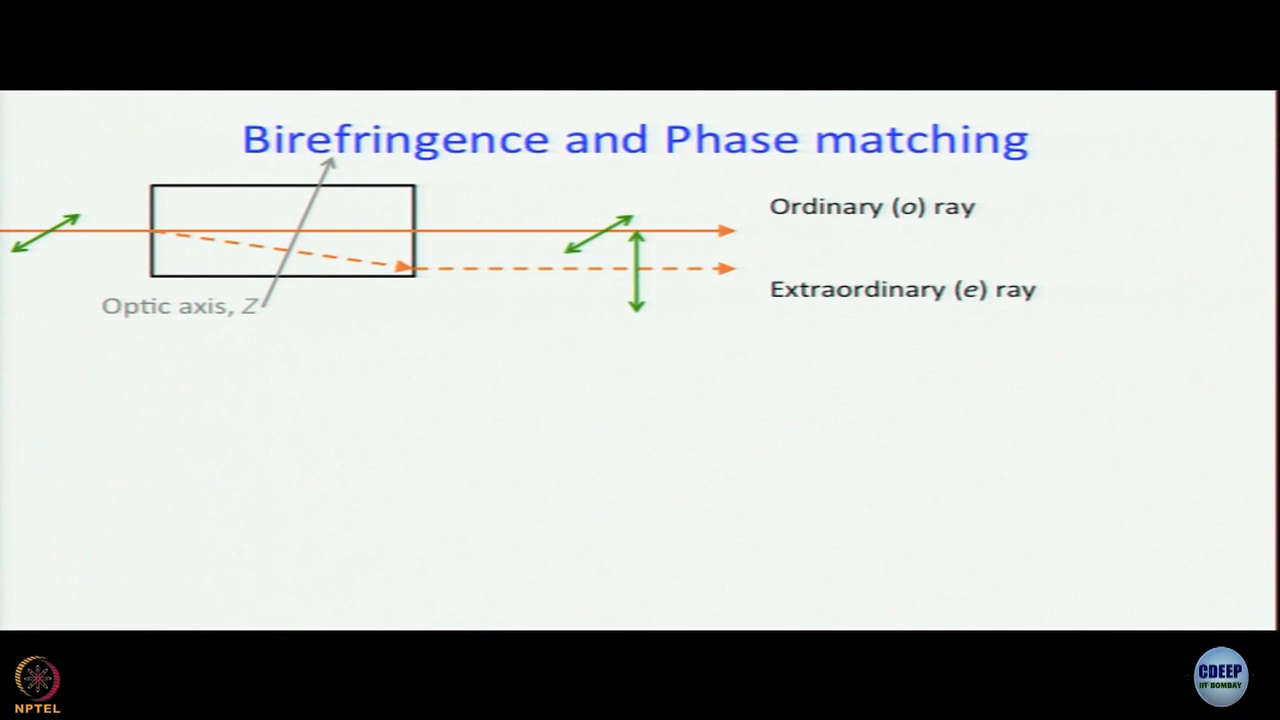 Birefringence and Phase matching
Ordinary (o) ray
Extraordinary (e) ray
Optic axis, Z
NPTEL
CDEEP
IIT BOMBAY